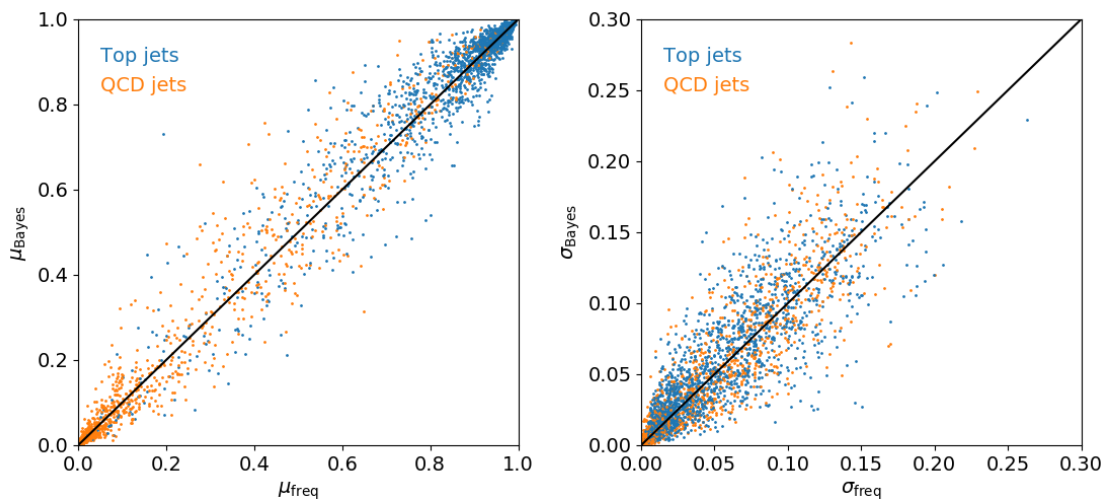 1.0
0.8
0.6
0.4
0.2
0.0
μBayes
Top jets
QCD jets
0.0 0.2 0.4 0.6 0.8 1.0
μfreq
0.30
0.25
0.20
0.15
0.10
0.05
0.00
σBayes
Top jets
QCD jets
0.00 0.05 0.10 0.15 0.20 0.25 0.30
σfreq